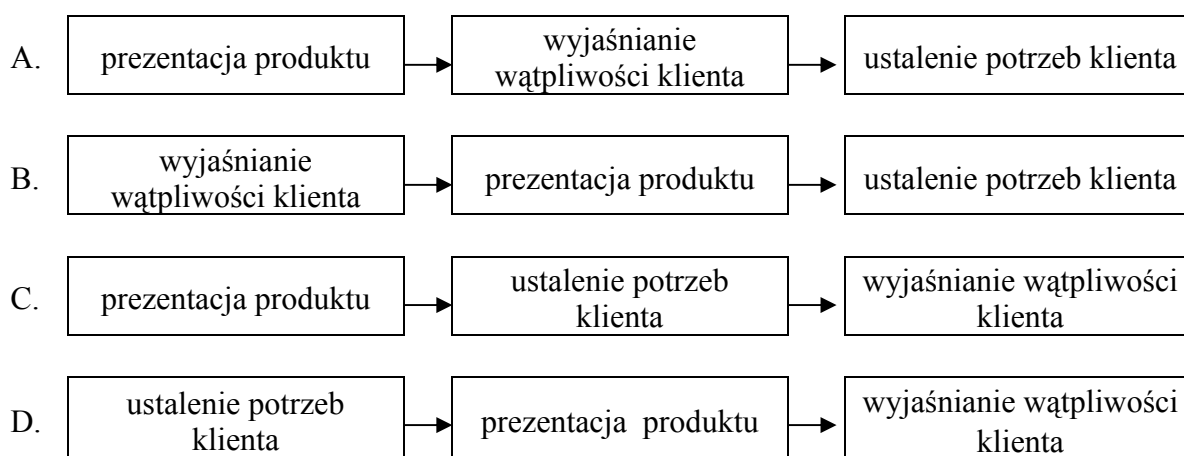 A. prezentacja produktu wyjaśnianie wątpliwości klienta ustalenie potrzeb klienta
B. wyjaśnianie wątpliwości klienta prezentacja produktu ustalenie potrzeb klienta
C. prezentacja produktu ustalenie potrzeb klienta wyjaśnianie wątpliwości klienta
D. ustalenie potrzeb klienta prezentacja produktu wyjaśnianie wątpliwości klienta